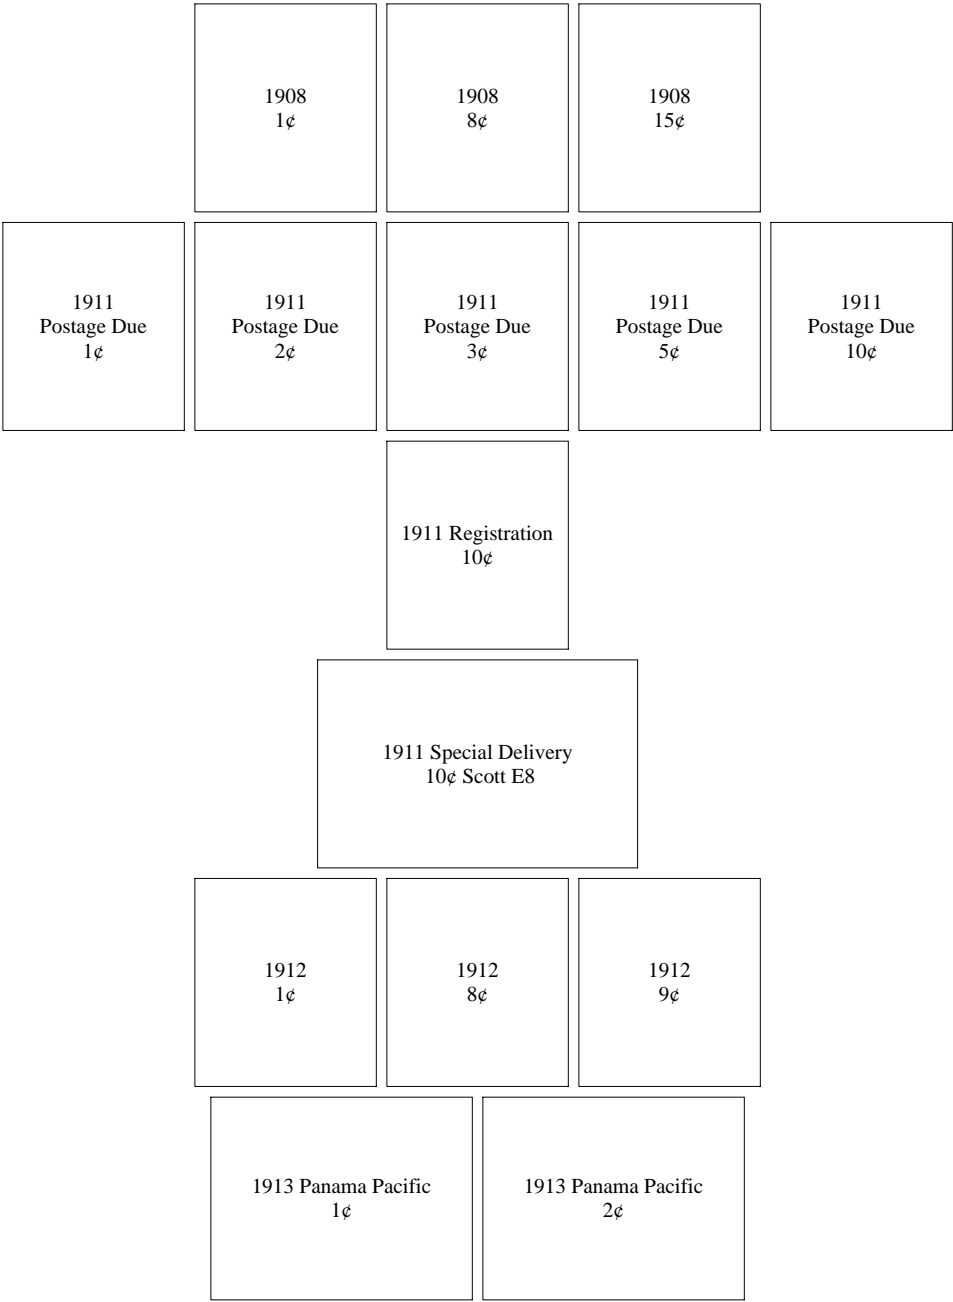 1908
1¢
1908
8¢
1908
15¢
1911
Postage Due
1¢
1911
Postage Due
2¢
1911
Postage Due
3¢
1911
Postage Due
5¢
1911
Postage Due
10¢
1911 Registration
10¢
1911 Special Delivery
10¢ Scott E8
1912
1¢
1912
8¢
1912
9¢
1913 Panama Pacific
1¢
1913 Panama Pacific
2¢